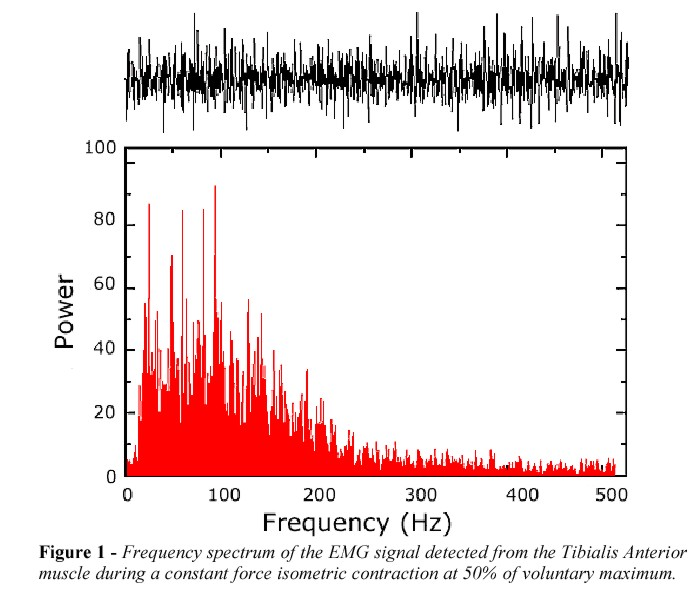 100
80
60
40
20
0
Power
0 100 200 300 400 500
Frequency (Hz)
Figure 1 - Frequency spectrum of the EMG signal detected from the Tibialis Anterior
muscle during a constant force isometric contraction at 50% of voluntary maximum.